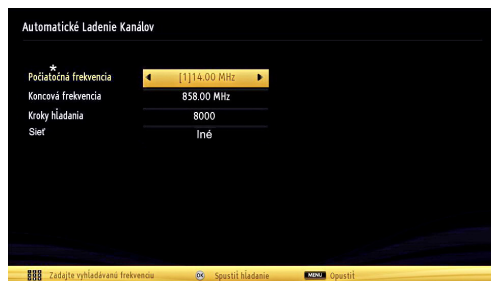 Automatické Ladenie Kanálov
*
Počiatočná frekvencia [1]14.00 MHz
Koncová frekvencia 858.00 MHz
Kroky hľadania 8000
Sieť Iné
Zadajte vyhľadávanú frekvenciu OK Spustiť hľadanie MENU Opustiť